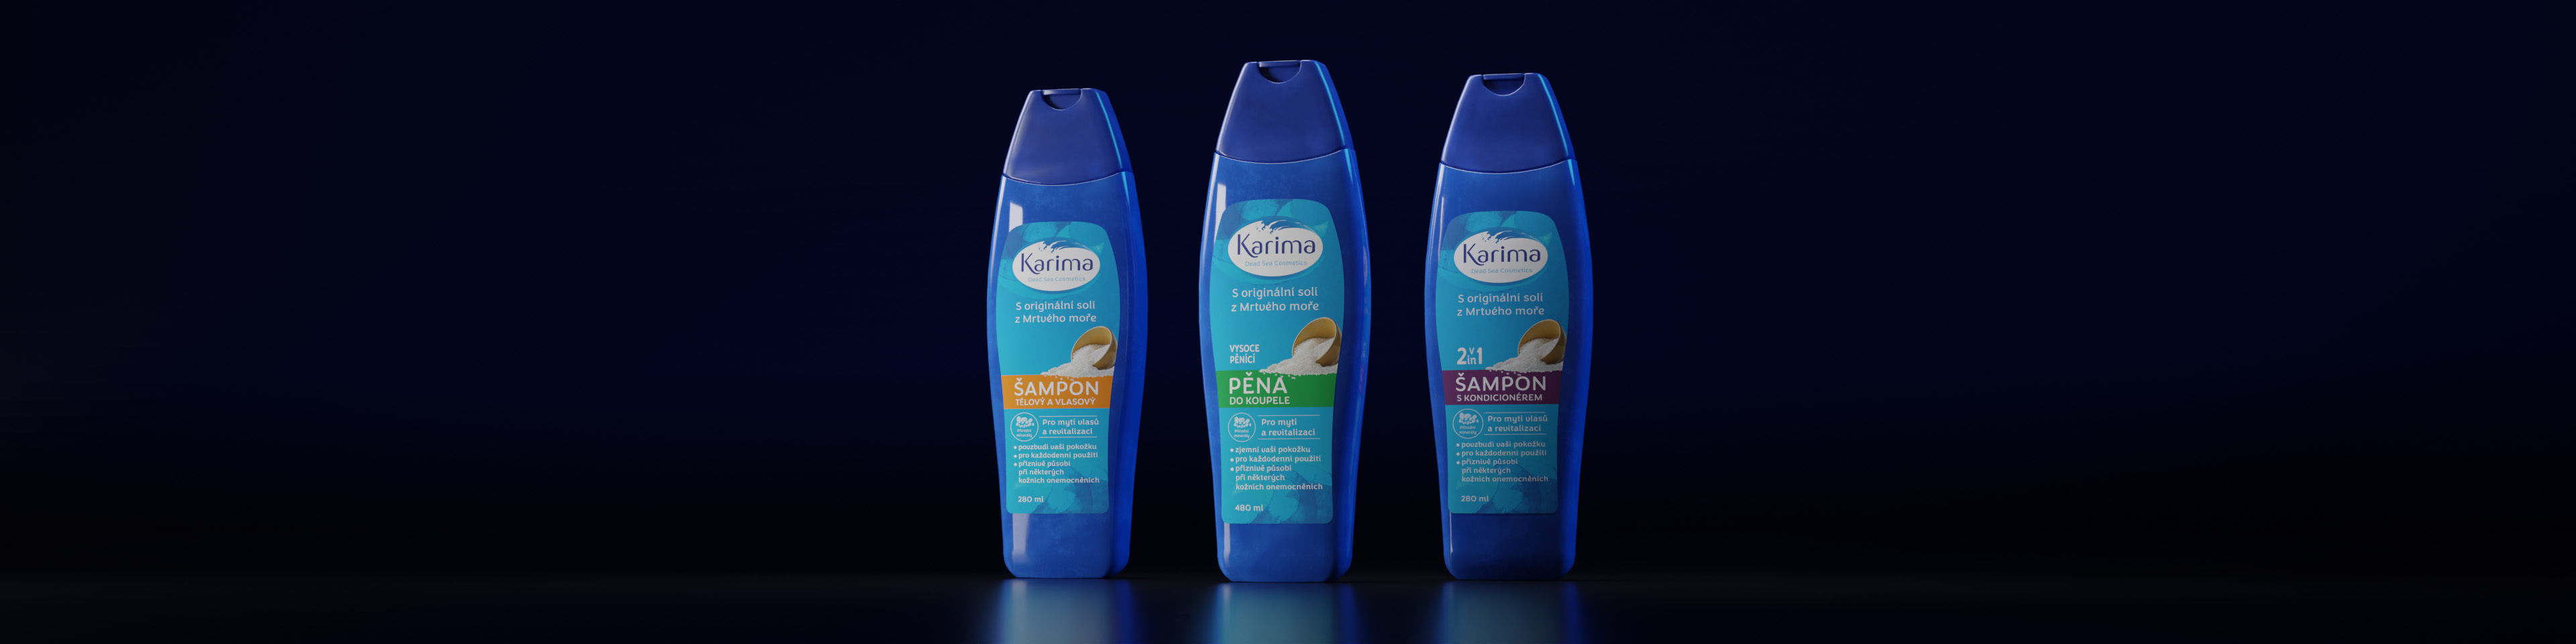 Karima
Dead Sea Cosmetics
S originální solí
z Mrtvého moře
ŠAMPON
TĚLOVÝ A VLASOVÝ
Pro mytí vlasů
a revitalizaci
• povzbudí vaši pokožku
• pro každodenní použití
• příznivě působí
při některých
kožních onemocněních
280 ml
Karima
Dead Sea Cosmetics
S originální solí
z Mrtvého moře
VYSOCE
PĚNÍCÍ
PĚNA
DO KOUPELE
Pro mytí
a revitalizaci
• zjemní vaši pokožku
• pro každodenní použití
• příznivě působí
při některých
kožních onemocněních
480 ml
Karima
Dead Sea Cosmetics
S originální solí
z Mrtvého moře
2 v in 1
ŠAMPON
S KONDICIONÉREM
Pro mytí vlasů
a revitalizaci
• povzbudí vaši pokožku
• pro každodenní použití
• příznivě působí
při některých
kožních onemocněních
280 ml